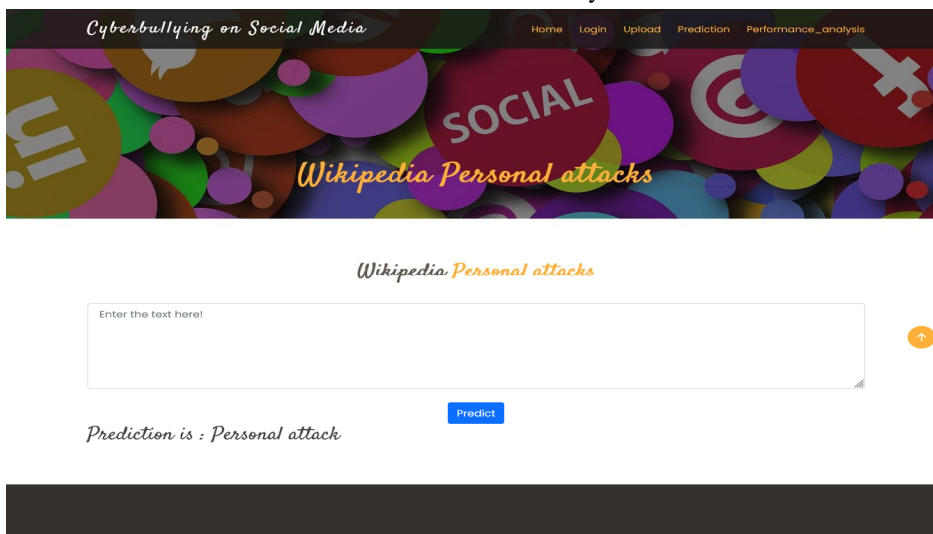 Cyberbullying on Social Media
Home Login Upload Prediction Performance_analysis
SOCIAL
Wikipedia Personal attacks
Wikipedia Personal attacks
Enter the text here!
Predict
Prediction is : Personal attack